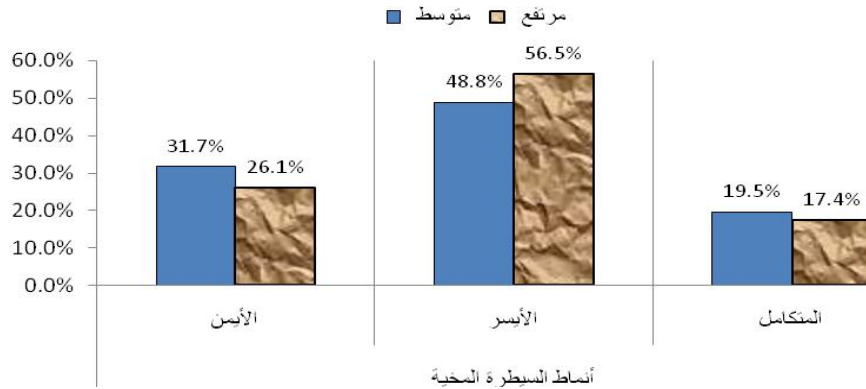 متوسط مرتفع
60.0%
50.0%
40.0%
30.0%
20.0%
10.0%
0.0%
31.7%
26.1%
48.8%
56.5%
19.5%
17.4%
الأيمن
الأيسر
المتكامل
أنماط السيطرة المخية